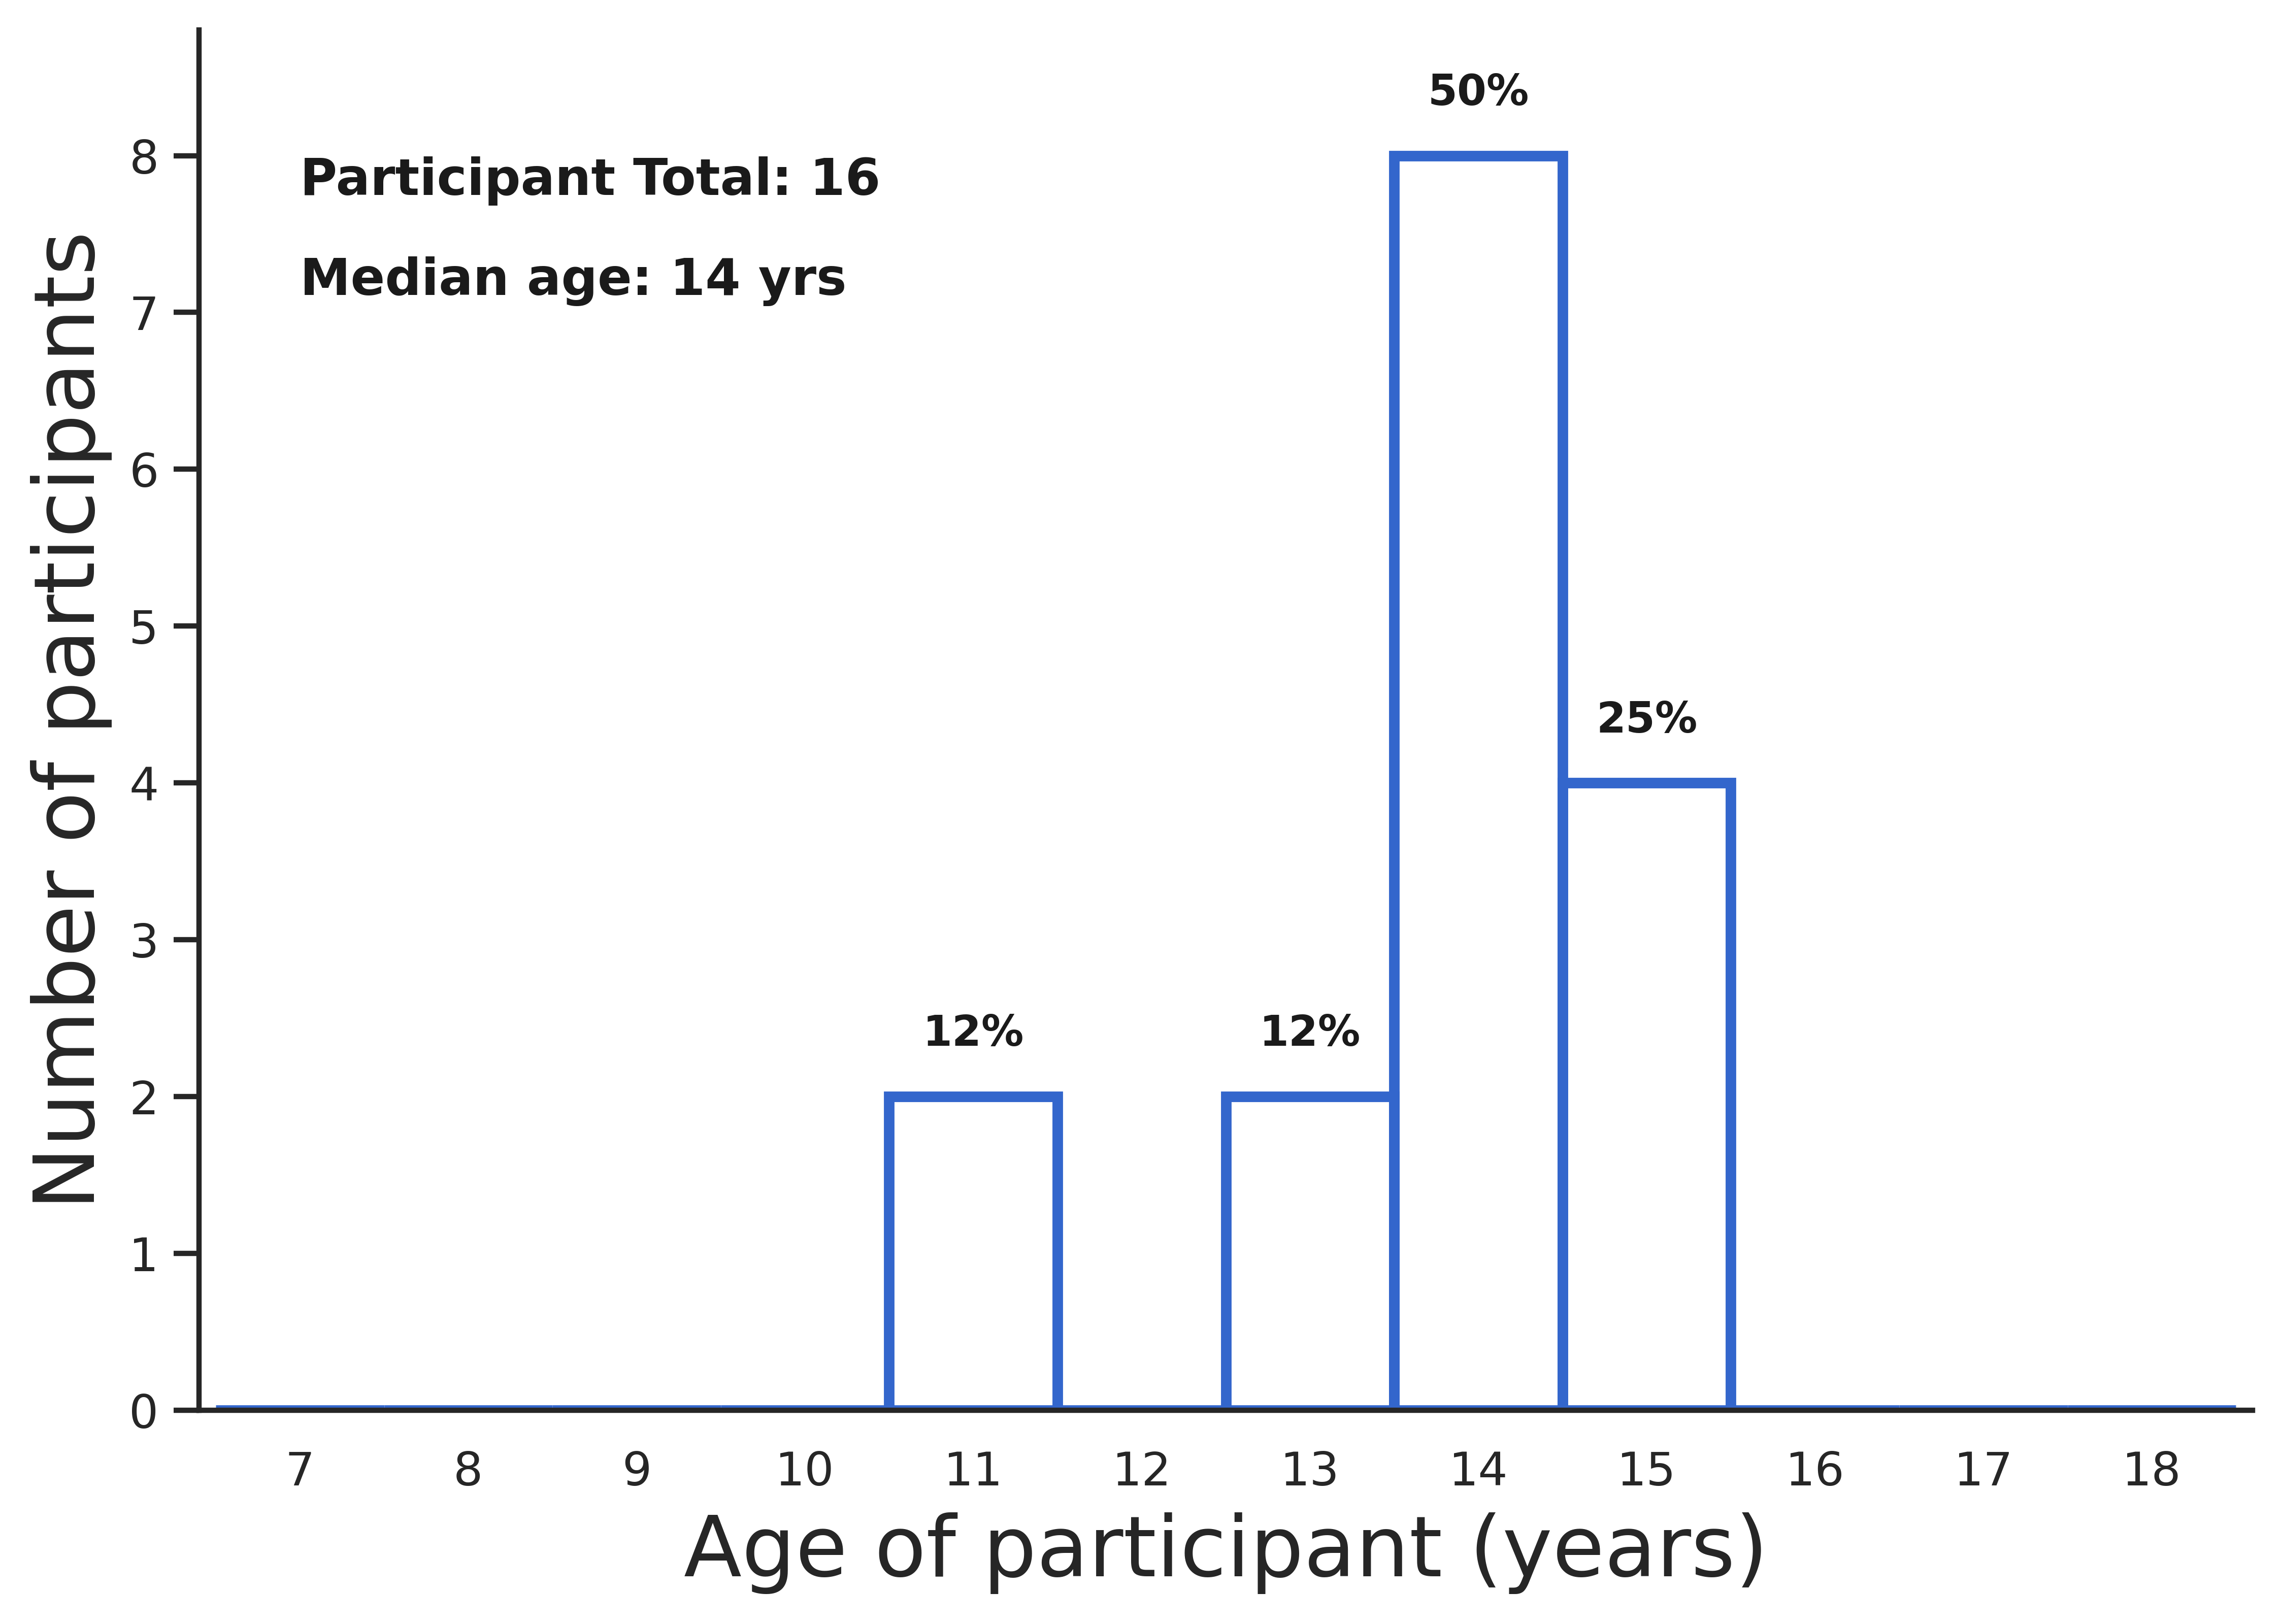 50%
8
Participant Total: 16
Median age: 14 yrs
7
6
5
25%
4
3
12%
12%
2
1
0
Number of participants
7 8 9 10 11 12 13 14 15 16 17 18
Age of participant (years)